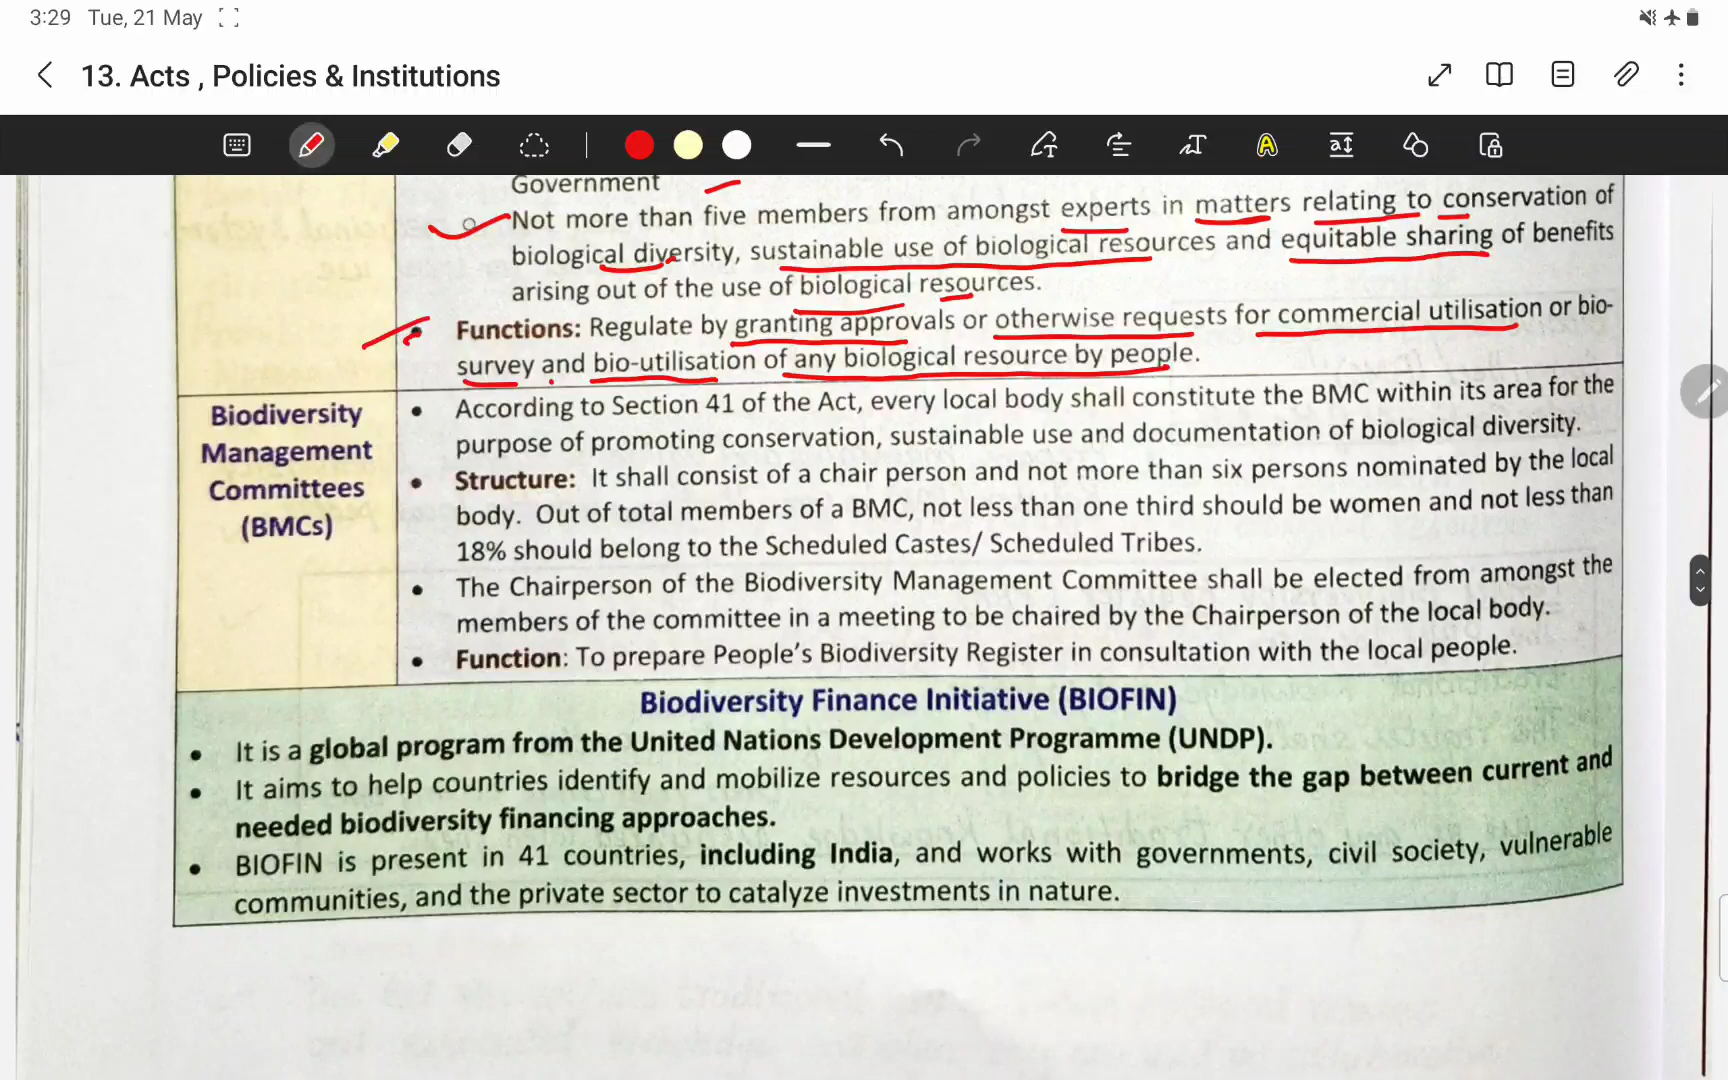 3:29 Tue, 21 May
13. Acts , Policies & Institutions
Government
Not more than five members from amongst experts in matters relating to conservation of
biological diversity, sustainable use of biological resources and equitable sharing of benefits
arising out of the use of biological resources.
Functions: Regulate by granting approvals or otherwise requests for commercial utilisation or bio-
survey and bio-utilisation of any biological resource by people.
Biodiversity
Management
Committees
(BMCs)
According to Section 41 of the Act, every local body shall constitute the BMC within its area for the
purpose of promoting conservation, sustainable use and documentation of biological diversity.
Structure: It shall consist of a chair person and not more than six persons nominated by the local
body. Out of total members of a BMC, not less than one third should be women and not less than
18% should belong to the Scheduled Castes/ Scheduled Tribes.
The Chairperson of the Biodiversity Management Committee shall be elected from amongst the
members of the committee in a meeting to be chaired by the Chairperson of the local body.
Function: To prepare People's Biodiversity Register in consultation with the local people.
Biodiversity Finance Initiative (BIOFIN)
It is a global program from the United Nations Development Programme (UNDP).
It aims to help countries identify and mobilize resources and policies to bridge the gap between current and
needed biodiversity financing approaches.
BIOFIN is present in 41 countries, including India, and works with governments, civil society, vulnerable
communities, and the private sector to catalyze investments in nature.